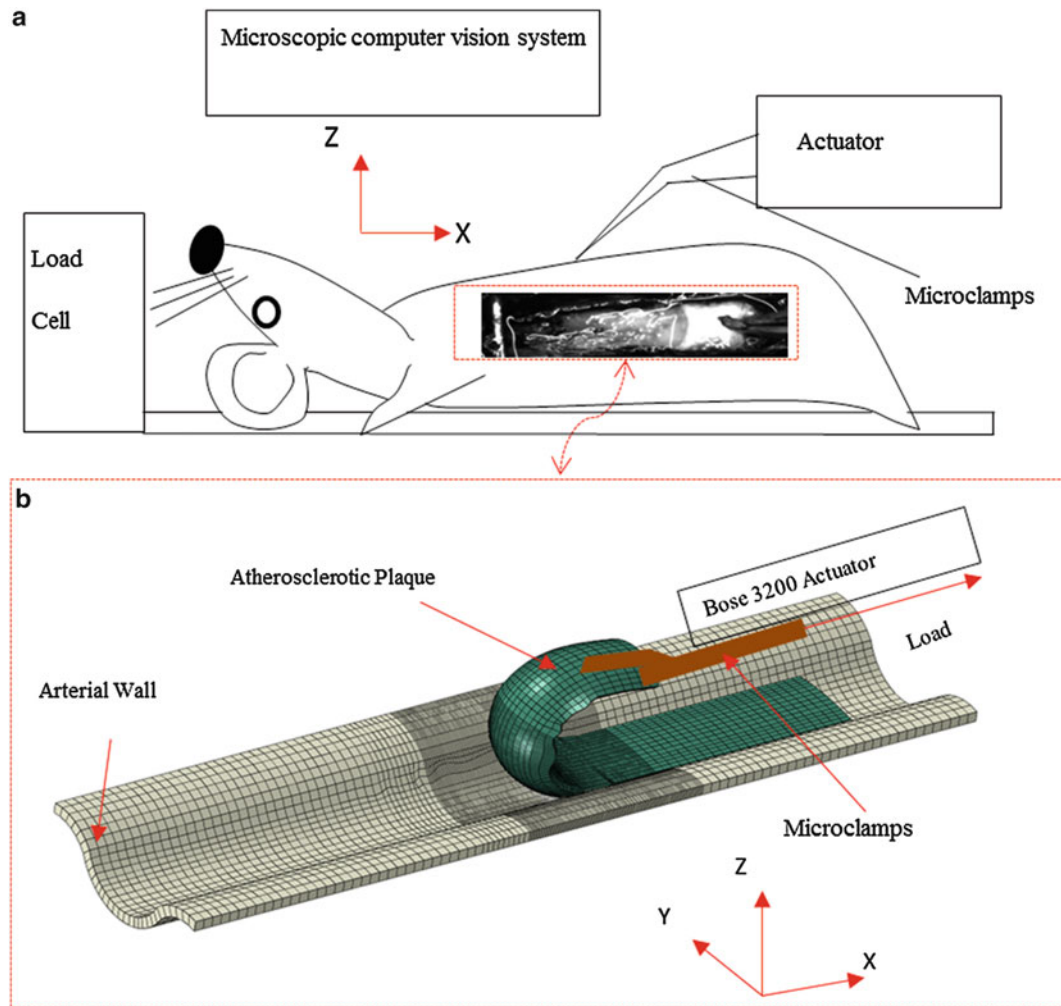 a
Microscopic computer vision system
Actuator
Z
X
Load
Cell
Microclamps
b
Atherosclerotic Plaque
Bose 3200 Actuator
Load
Arterial Wall
Microclamps
Z
Y
X